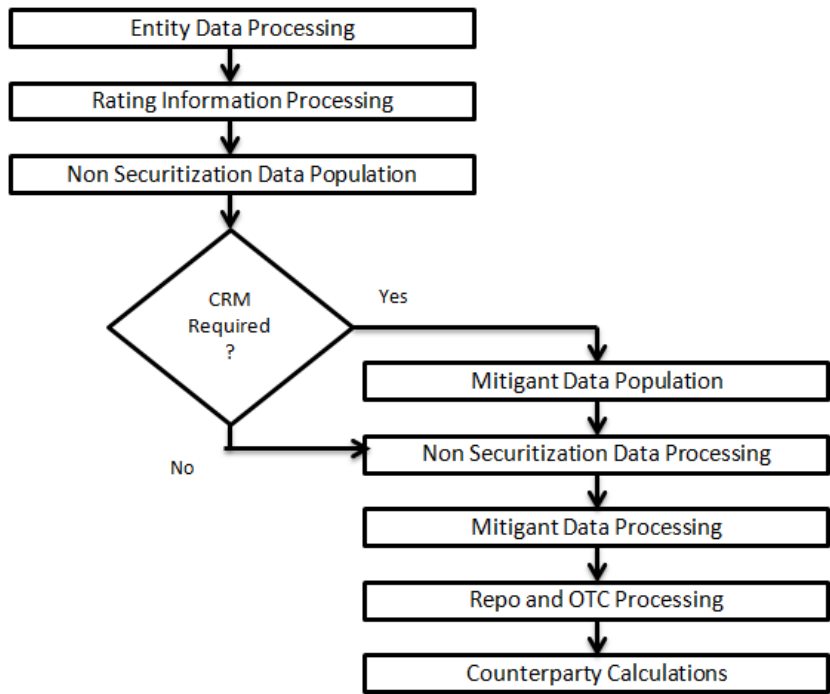 Entity Data Processing
Rating Information Processing
Non Securitization Data Population
CRM
Required
?
Yes
No
Mitigant Data Population
Non Securitization Data Processing
Mitigant Data Processing
Repo and OTC Processing
Counterparty Calculations